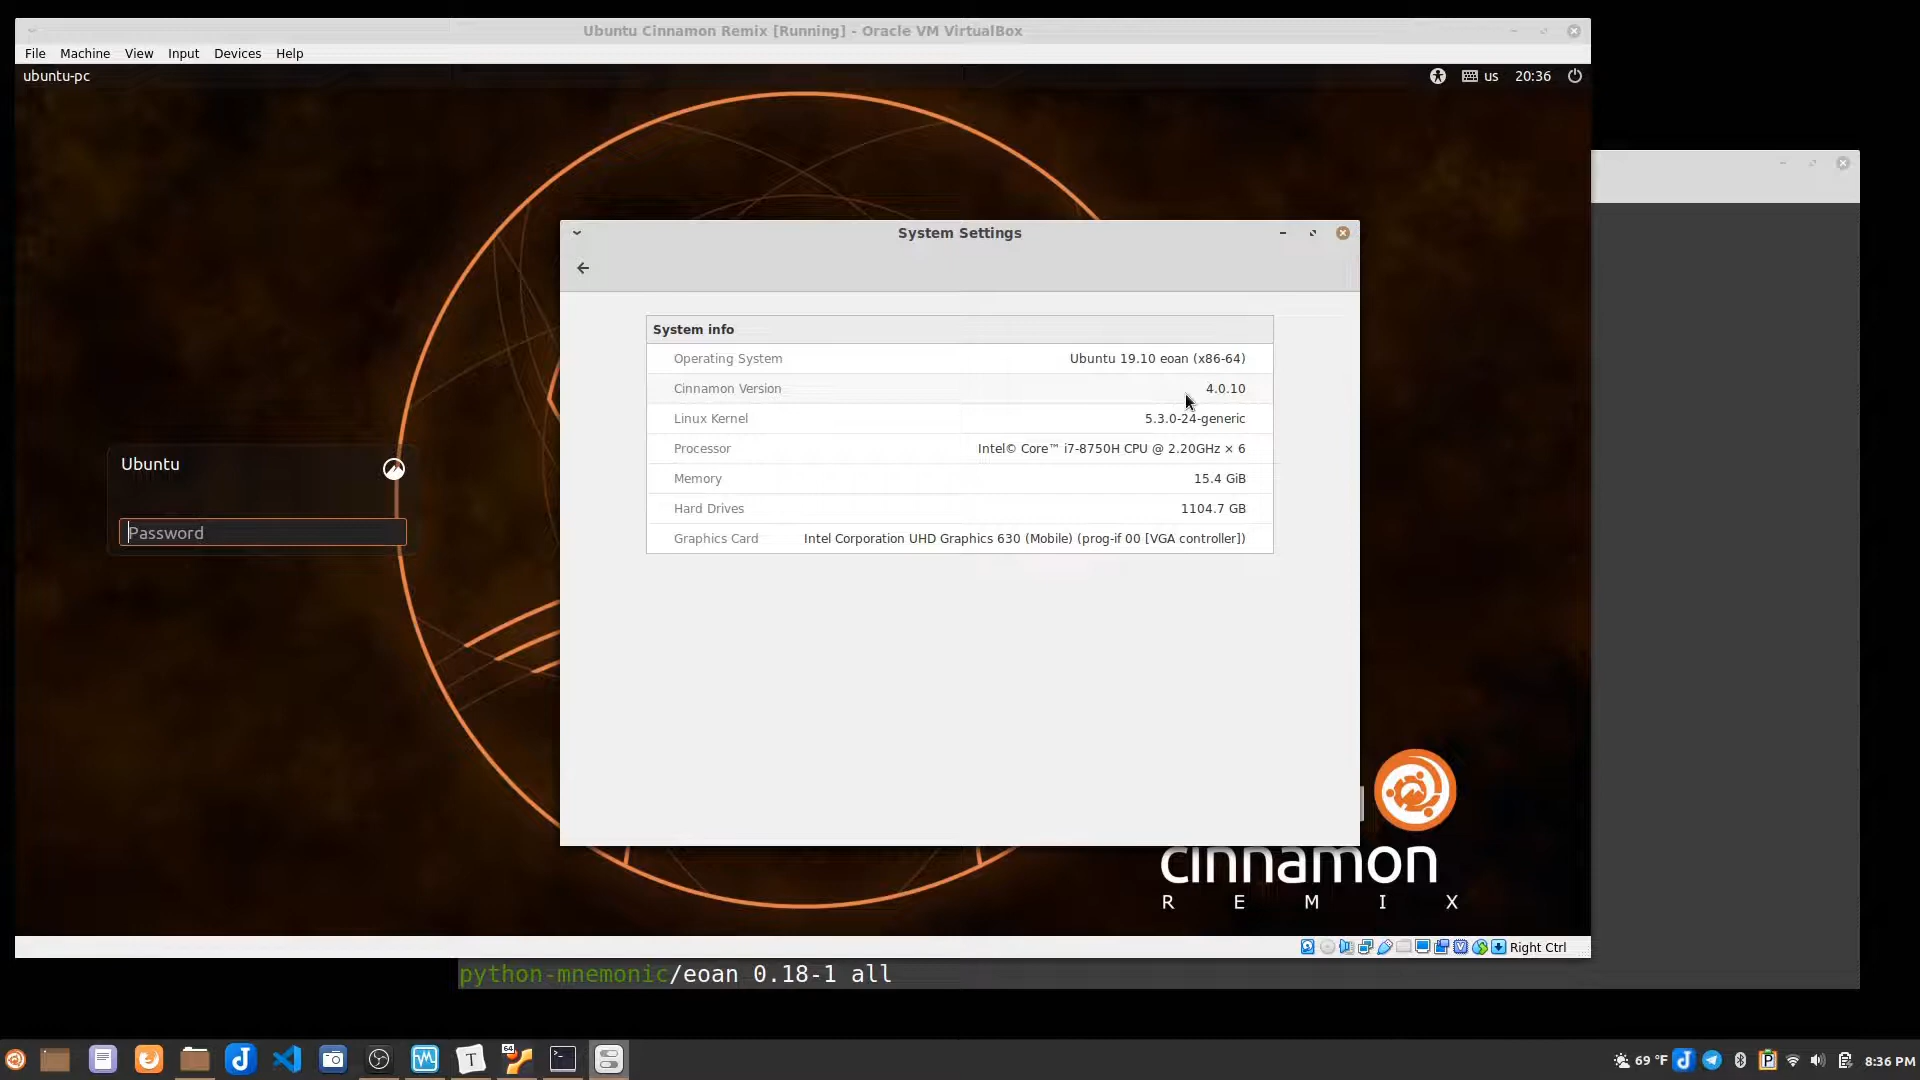 Ubuntu Cinnamon Remix [Running] - Oracle VM VirtualBox
File Machine View Input Devices Help
ubuntu-pc
us 20:36
System Settings
System info
Operating System Ubuntu 19.10 eoan (x86-64)
Cinnamon Version 4.0.10
Linux Kernel 5.3.0-24-generic
Processor Intel© Core™ i7-8750H CPU @ 2.20GHz × 6
Memory 15.4 GiB
Hard Drives 1104.7 GB
Graphics Card Intel Corporation UHD Graphics 630 (Mobile) (prog-if 00 [VGA controller])
Ubuntu
Password
cinnamon
REMIX
Right Ctrl
python-mnemonic/eoan 0.18-1 all
64
T
69 °F
8:36 PM